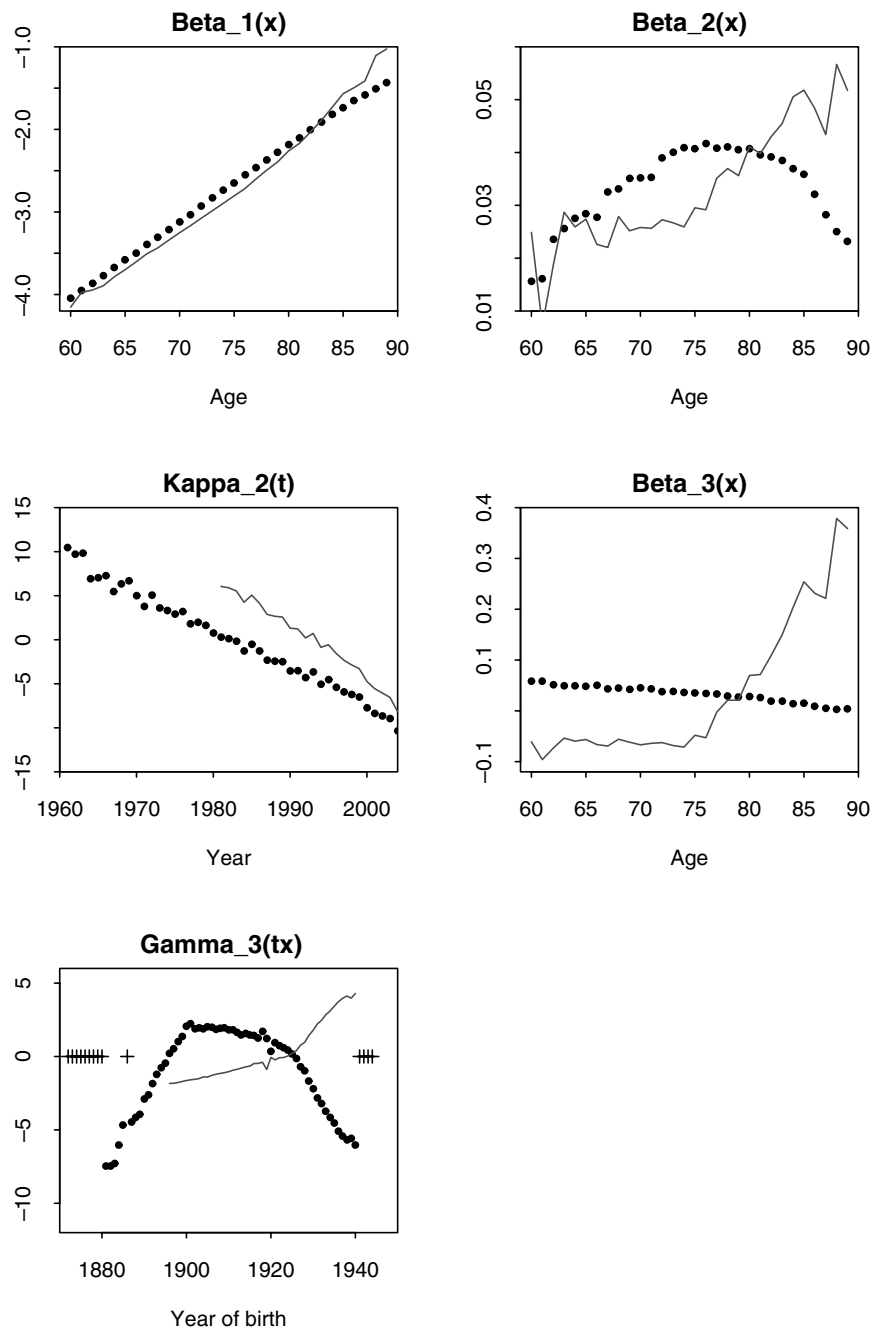 Beta_1(x)
−1.0
−2.0
−3.0
−4.0
60 65 70 75 80 85 90
Age
Beta_2(x)
0.05
0.03
0.01
60 65 70 75 80 85 90
Age
Kappa_2(t)
15
10
5
0
−5
−15
1960 1970 1980 1990 2000
Year
Beta_3(x)
0.4
0.3
0.2
0.1
−0.1
60 65 70 75 80 85 90
Age
Gamma_3(tx)
5
0
−5
−10
1880 1900 1920 1940
Year of birth